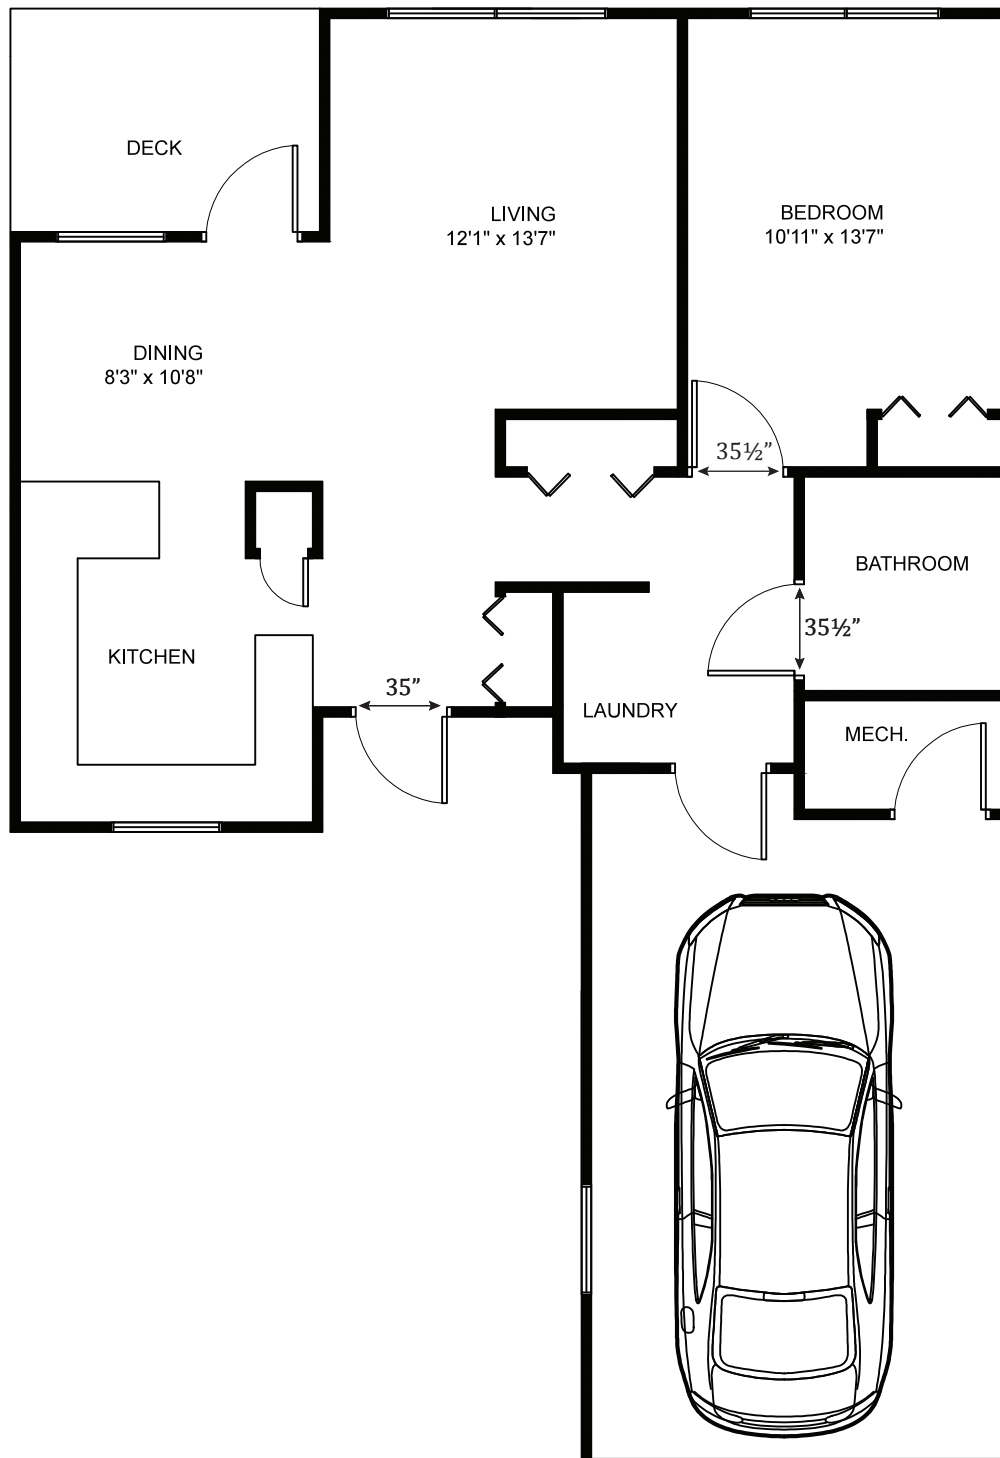 DECK
LIVING
12'1" x 13'7"
BEDROOM
10'11" x 13'7"
DINING
8'3" x 10'8"
35½”
BATHROOM
35½”
KITCHEN
35”
LAUNDRY
MECH.